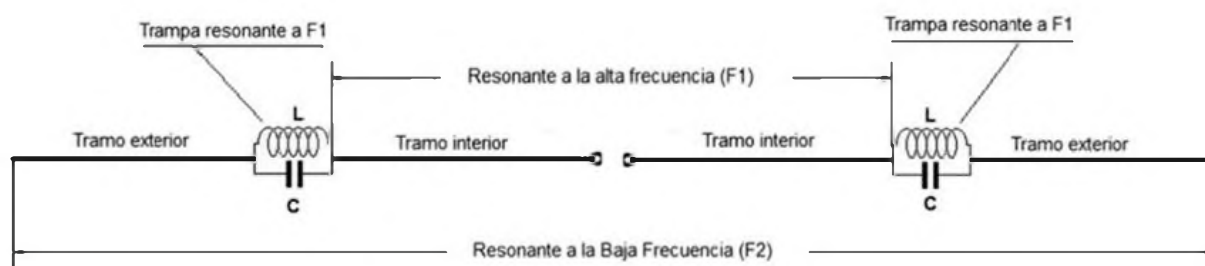 Trampa resonante a F1
Trampa resonante a F1
Resonante a la alta frecuencia (F1)
L
L
Tramo exterior
Tramo interior
Tramo interior
Tramo exterior
C
C
Resonante a la Baja Frecuencia (F2)